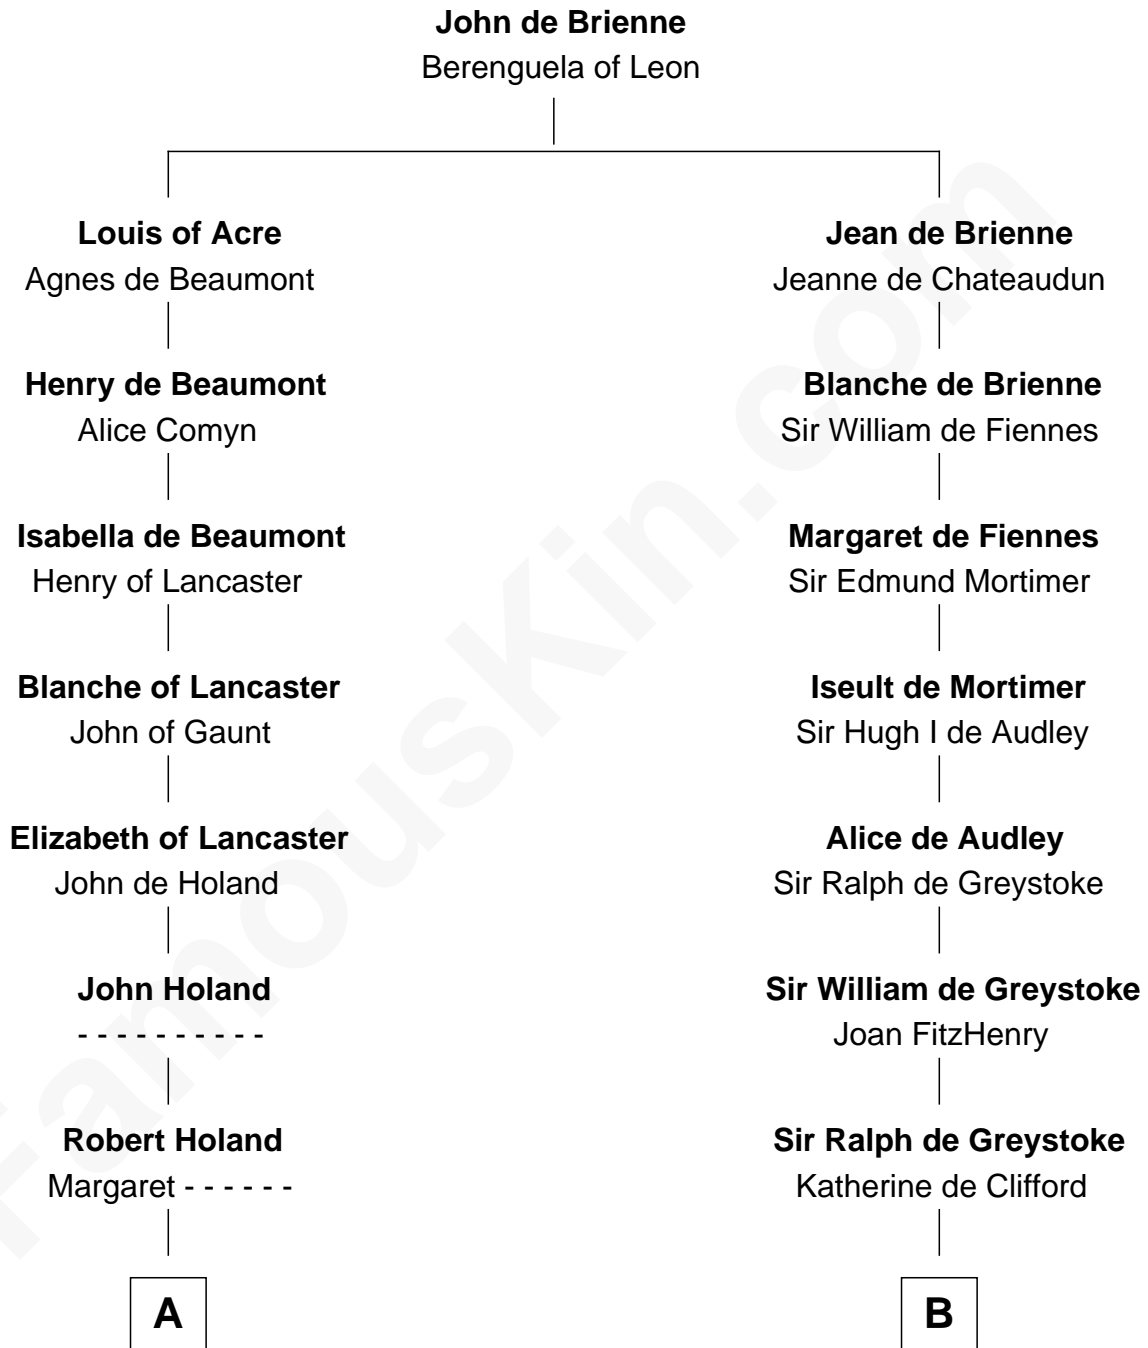 John de Brienne
Berenguela of Leon
Louis of Acre
Agnes de Beaumont
Jean de Brienne
Jeanne de Chateaudun
Henry de Beaumont
Alice Comyn
Blanche de Brienne
Sir William de Fiennes
Isabella de Beaumont
Henry of Lancaster
Margaret de Fiennes
Sir Edmund Mortimer
Blanche of Lancaster
John of Gaunt
Iseult de Mortimer
Sir Hugh I de Audley
Elizabeth of Lancaster
John de Holand
Alice de Audley
Sir Ralph de Greystoke
John Holand
- - - - - - - - - -
Sir William de Greystoke
Joan FitzHenry
Robert Holand
Margaret - - - - - -
Sir Ralph de Greystoke
Katherine de Clifford
A
B
FamousKin.com